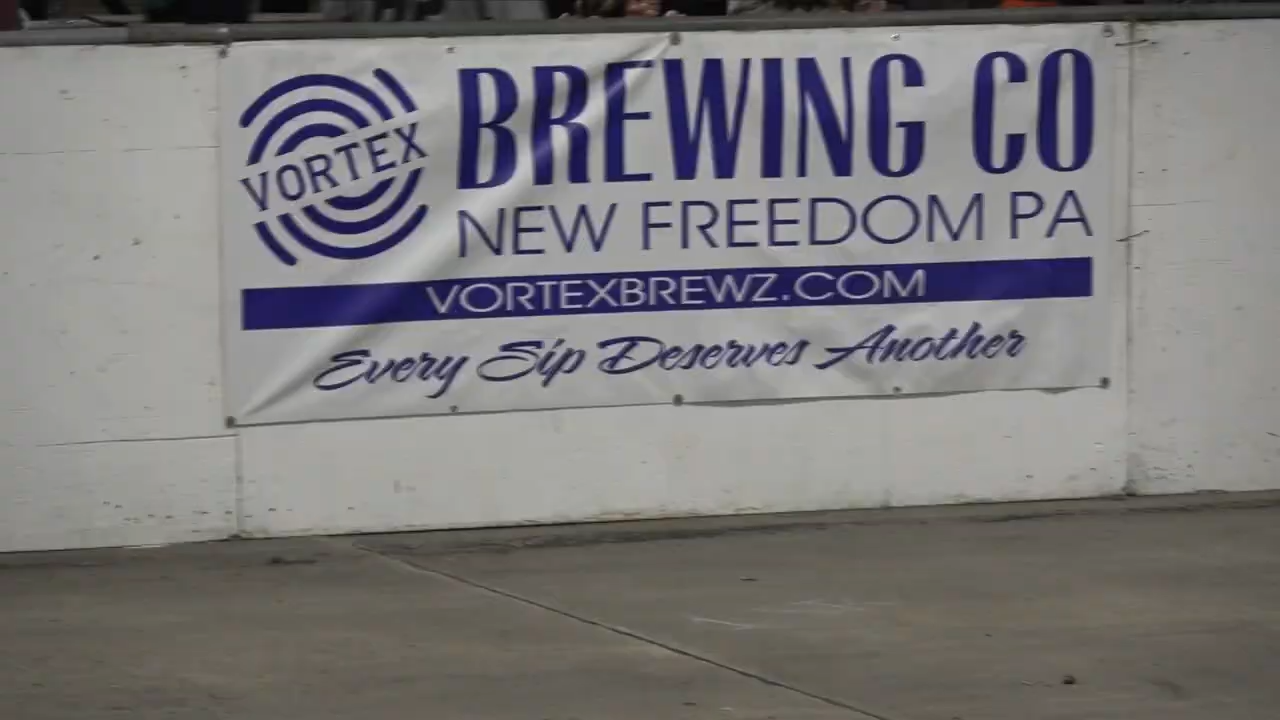 VORTEX
BREWING CO
NEW FREEDOM PA
VORTEXBREWZ.COM
Every Sip Deserves Another